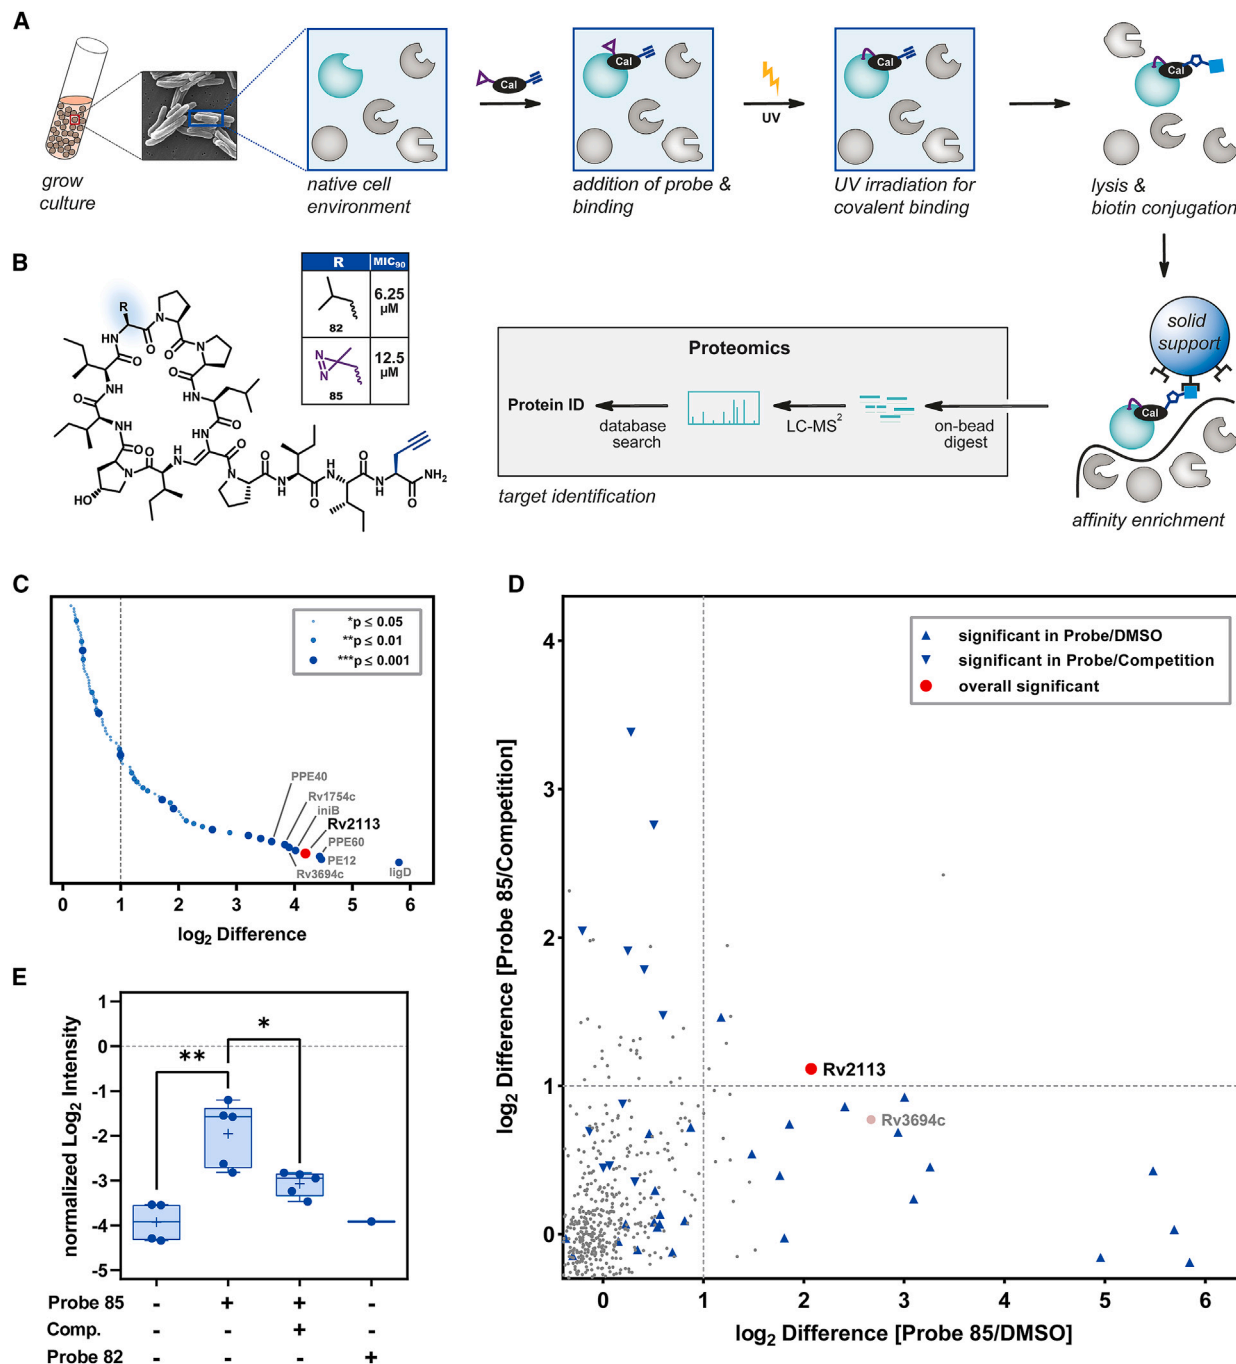 A
grow
culture
native cell
environment
Cal
Cal
addition of probe &
binding
UV
Cal
UV irradiation for
covalent binding
Cal
lysis &
biotin conjugation
B
R
MIC90
82
6.25
µM
85
12.5
µM
R
N
O
N
HN
O
O
NH
O
O
NH
HN
O
O
HN
O
N
O
H
N
N
O
H
N
N
H
O
O
H
N
NH2
O
HO
Proteomics
Protein ID
database
search
LC-MS2
on-bead
digest
target identification
solid
support
Cal
affinity enrichment
C
*p ≤ 0.05
**p ≤ 0.01
***p ≤ 0.001
PPE40
Rv1754c
iniB
Rv2113
PPE60
PE12
Rv3694c
ligD
0 1 2 3 4 5 6
log2 Difference
D
significant in Probe/DMSO
significant in Probe/Competition
overall significant
log2 Difference [Probe 85/Competition]
4
3
2
1
0
Rv2113
Rv3694c
0 1 2 3 4 5 6
log2 Difference [Probe 85/DMSO]
E
normalized Log2 Intensity
1
0
-1
-2
-3
-4
-5
**
*
Probe 85 - + + -
Comp. - - + -
Probe 82 - - - +